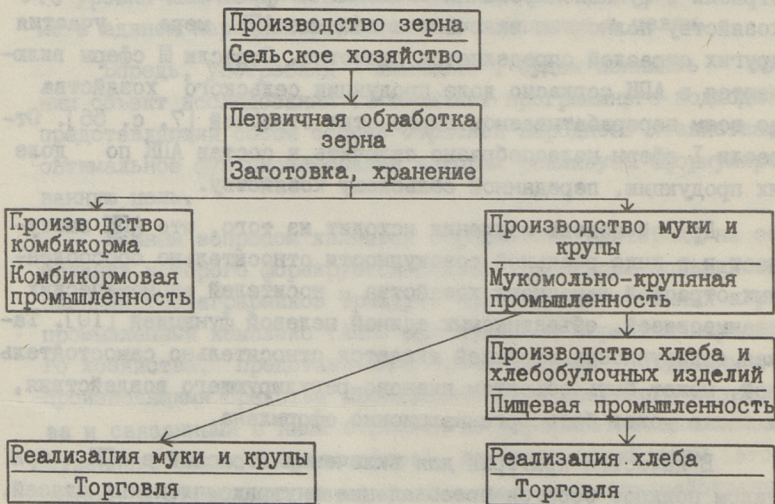 Производство зерна
Сельское хозяйство
Первичная обработка
зерна
Заготовка, хранение
Производство
комбикорма
Комбикормовая
промышленность
Производство муки и
крупы
Мукомольно-крупяная
промышленность
Производство хлеба и
хлебобулочных изделий
Пищевая промышленность
Реализация муки и крупы
Торговля
Реализация хлеба
Торговля